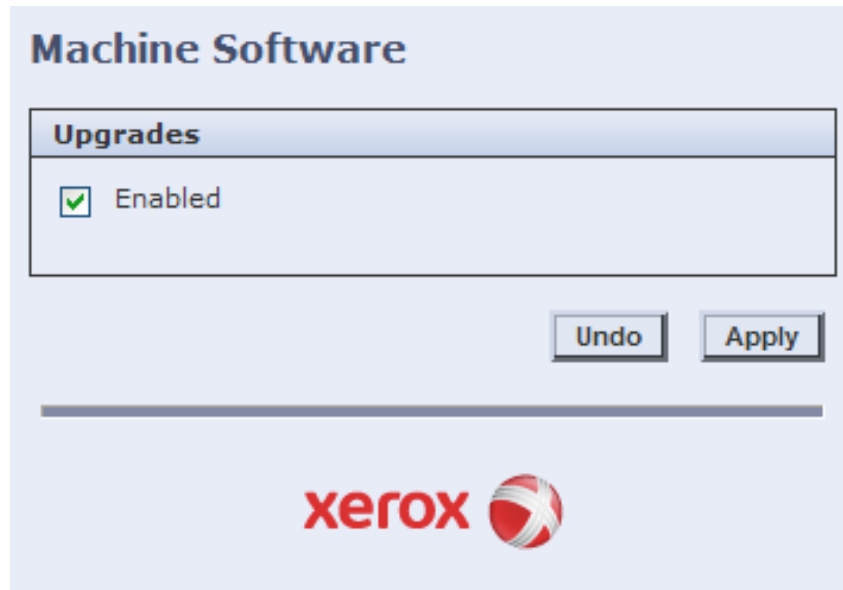 Machine Software
Upgrades
Enabled
Undo
Apply
xerox